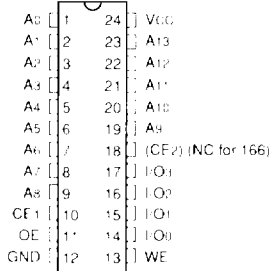 A0 1 24 VCC
A1 2 23 A13
A2 3 22 A12
A3 4 21 A11
A4 5 20 A10
A5 6 19 A9
A6 7 18 (CE2) (NC for 166)
A7 8 17 I/O3
A8 9 16 I/O2
CE1 10 15 I/O1
OE 11 14 I/O0
GND 12 13 WE